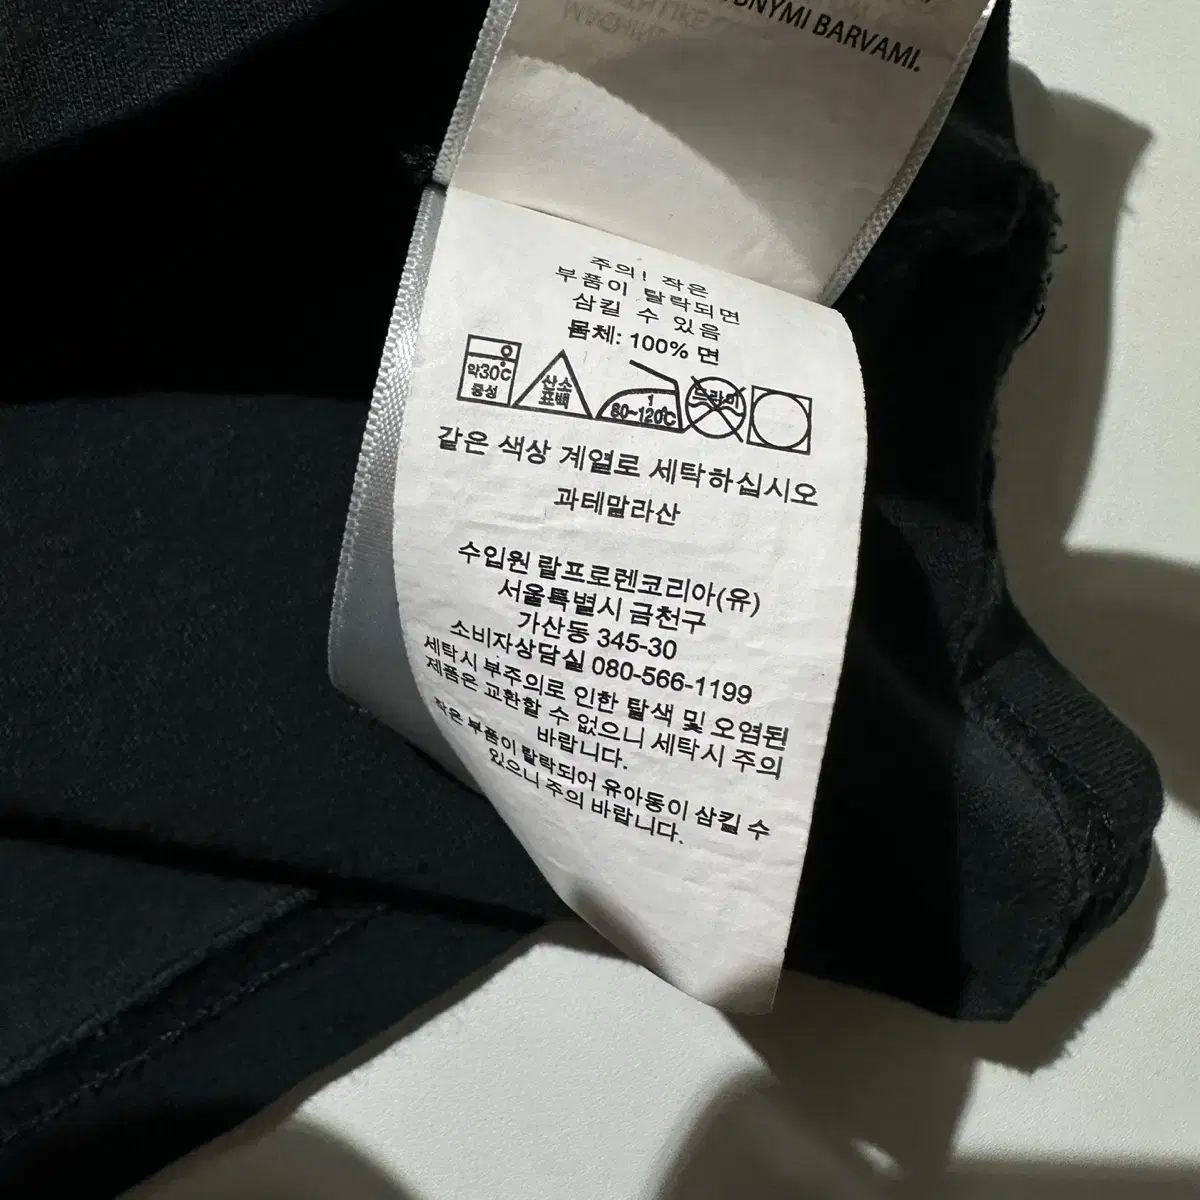 BARVAMI.
주의! 작은
부품이 탈락되면
삼킬 수 있음
몸체: 100% 면
약30℃
중성
산소
표백
1
80~120℃
드라이
같은 색상 계열로 세탁하십시오
과테말라산
수입원 랄프로렌코리아(유)
서울특별시 금천구
가산동 345-30
소비자상담실 080-566-1199
세탁시 부주의로 인한 탈색 및 오염된
제품은 교환할 수 없으니 세탁시 주의
바랍니다.
작은 부품이 탈락되어 유아동이 삼킬 수
있으니 주의 바랍니다.